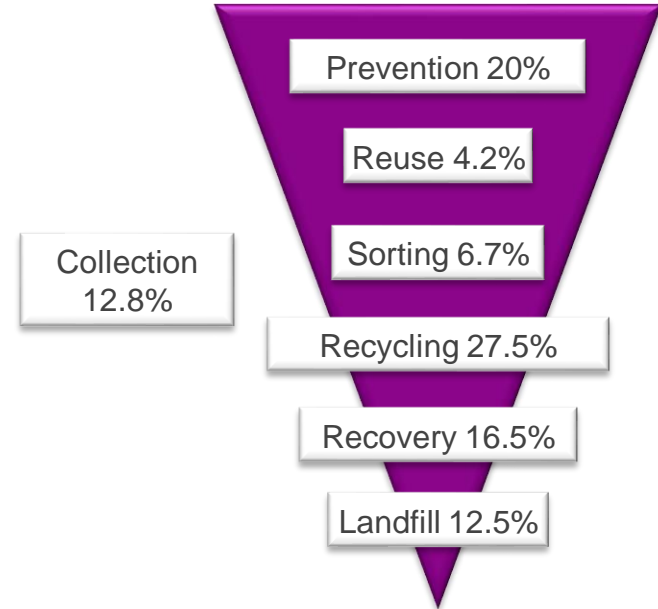 Prevention 20%
Reuse 4.2%
Sorting 6.7%
Collection
12.8%
Recycling 27.5%
Recovery 16.5%
Landfill 12.5%